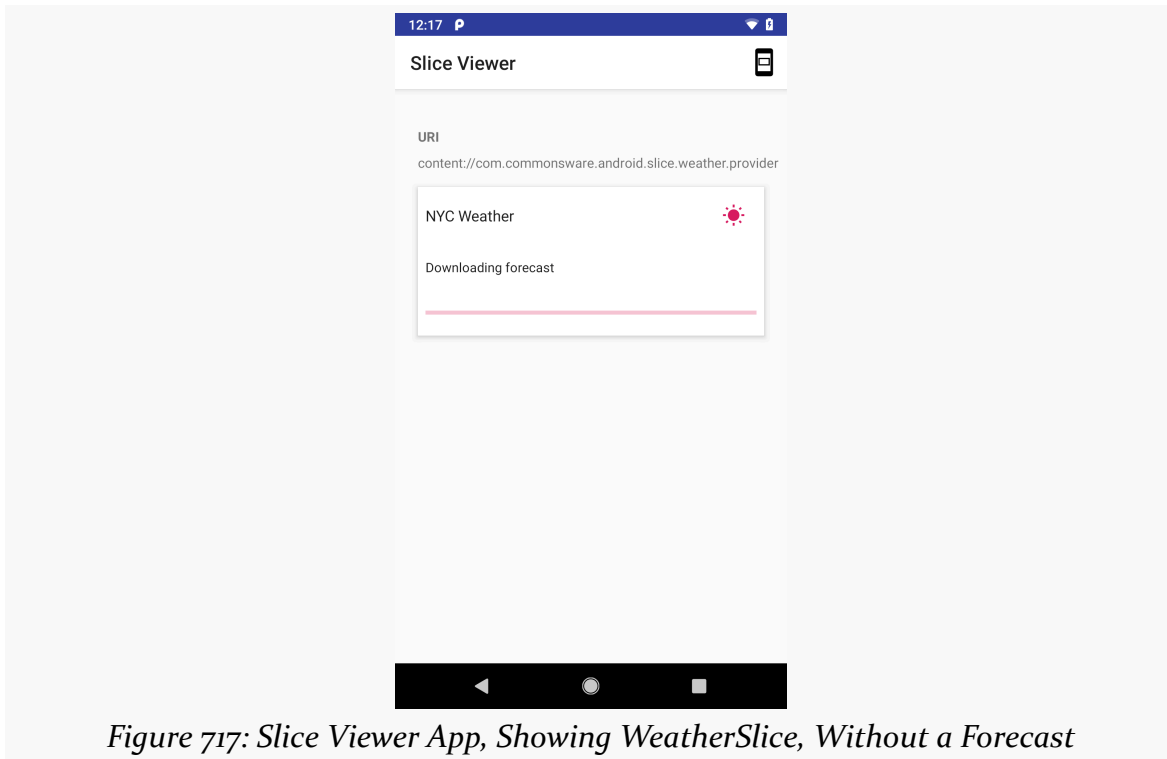 12:17
Slice Viewer
URI
content://com.commonsware.android.slice.weather.provider
NYC Weather
Downloading forecast
Figure 717: Slice Viewer App, Showing WeatherSlice, Without a Forecast